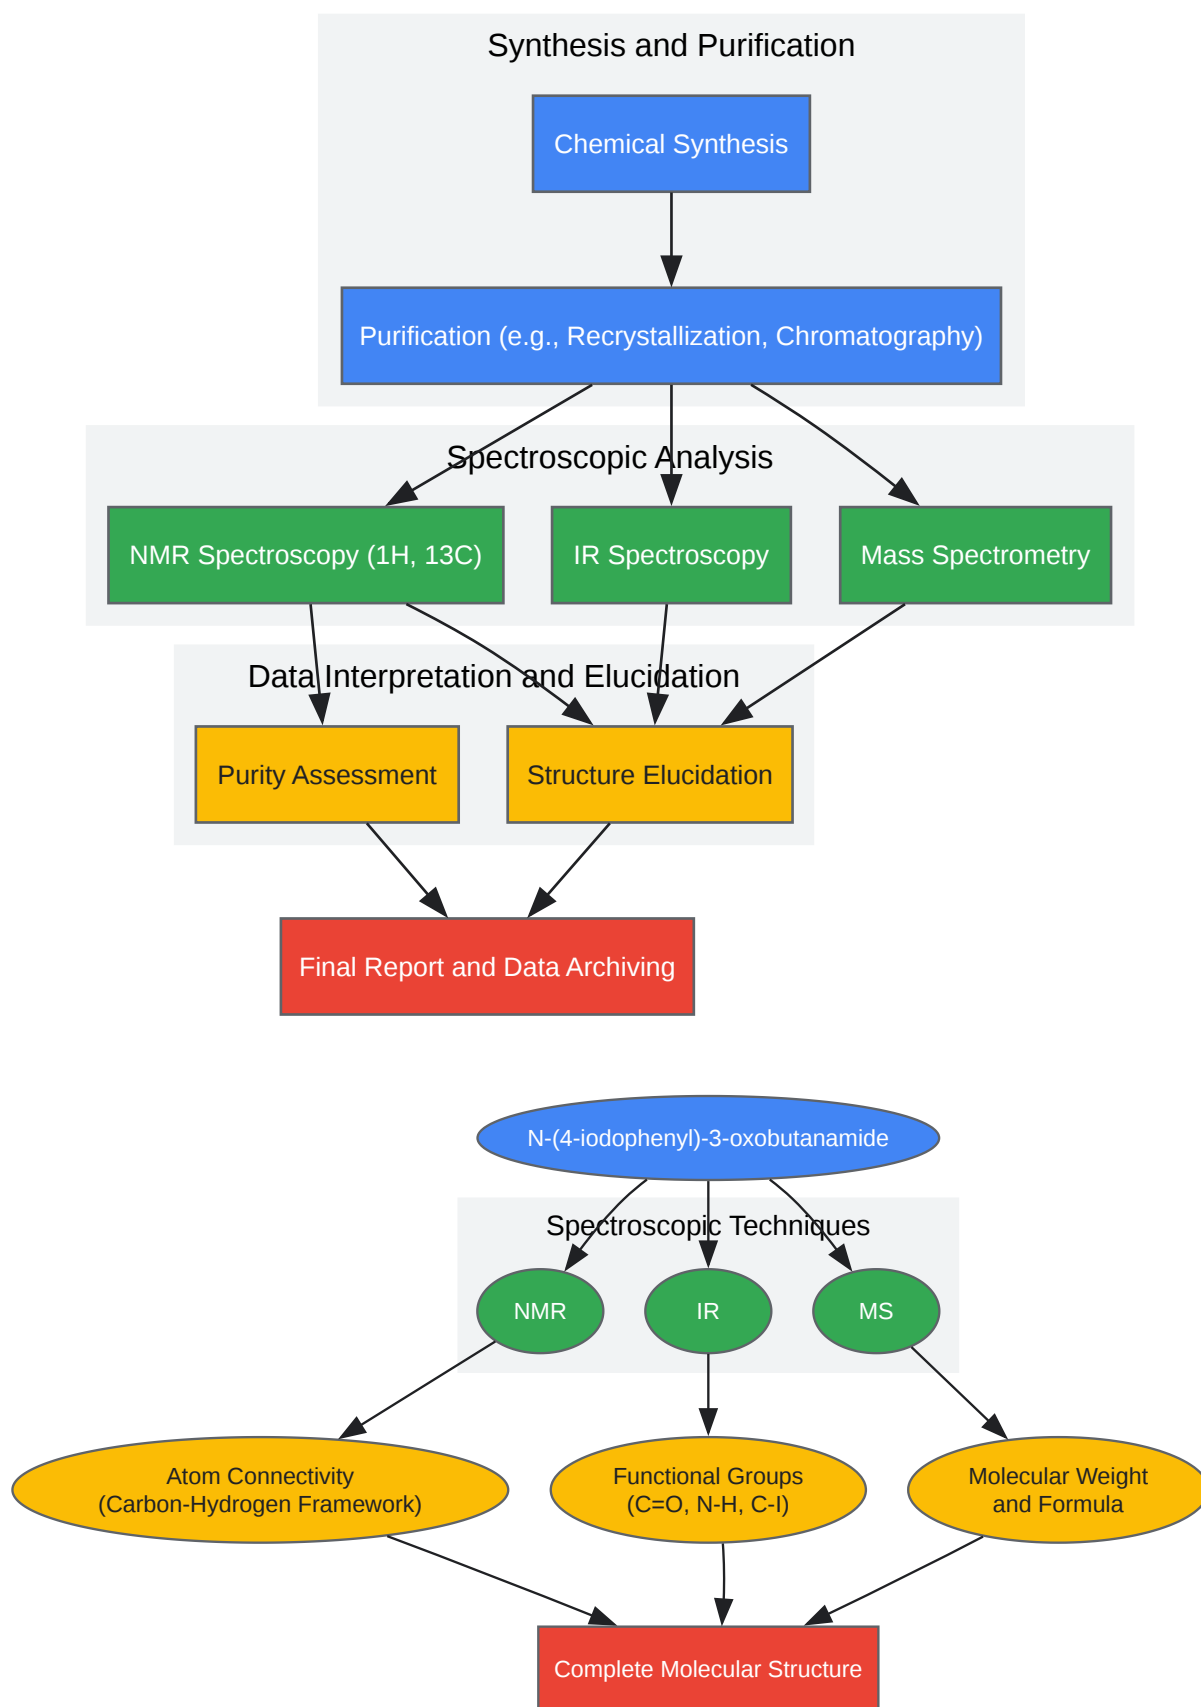 Synthesis and Purification
Chemical Synthesis
Purification (e.g., Recrystallization, Chromatography)
Spectroscopic Analysis
NMR Spectroscopy (1H, 13C)
IR Spectroscopy
Mass Spectrometry
Data Interpretation and Elucidation
Purity Assessment
Structure Elucidation
Final Report and Data Archiving
N-(4-iodophenyl)-3-oxobutanamide
Spectroscopic Techniques
NMR
IR
MS
Atom Connectivity
(Carbon-Hydrogen Framework)
Functional Groups
(C=O, N-H, C-I)
Molecular Weight
and Formula
Complete Molecular Structure